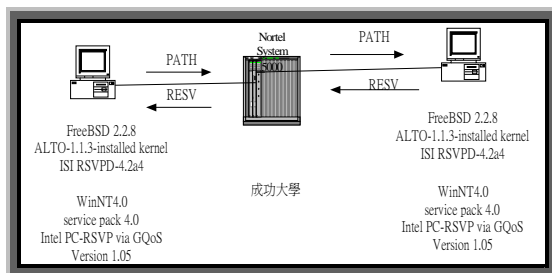 Nortel
System
5000
PATH
RESV
PATH
RESV
FreeBSD 2.2.8
ALTO-1.1.3-installed kernel
ISI RSVPD-4.2a4
WinNT4.0
service pack 4.0
Intel PC-RSVP via GQoS
Version 1.05
成功大學
FreeBSD 2.2.8
ALTO-1.1.3-installed kernel
ISI RSVPD-4.2a4
WinNT4.0
service pack 4.0
Intel PC-RSVP via GQoS
Version 1.05